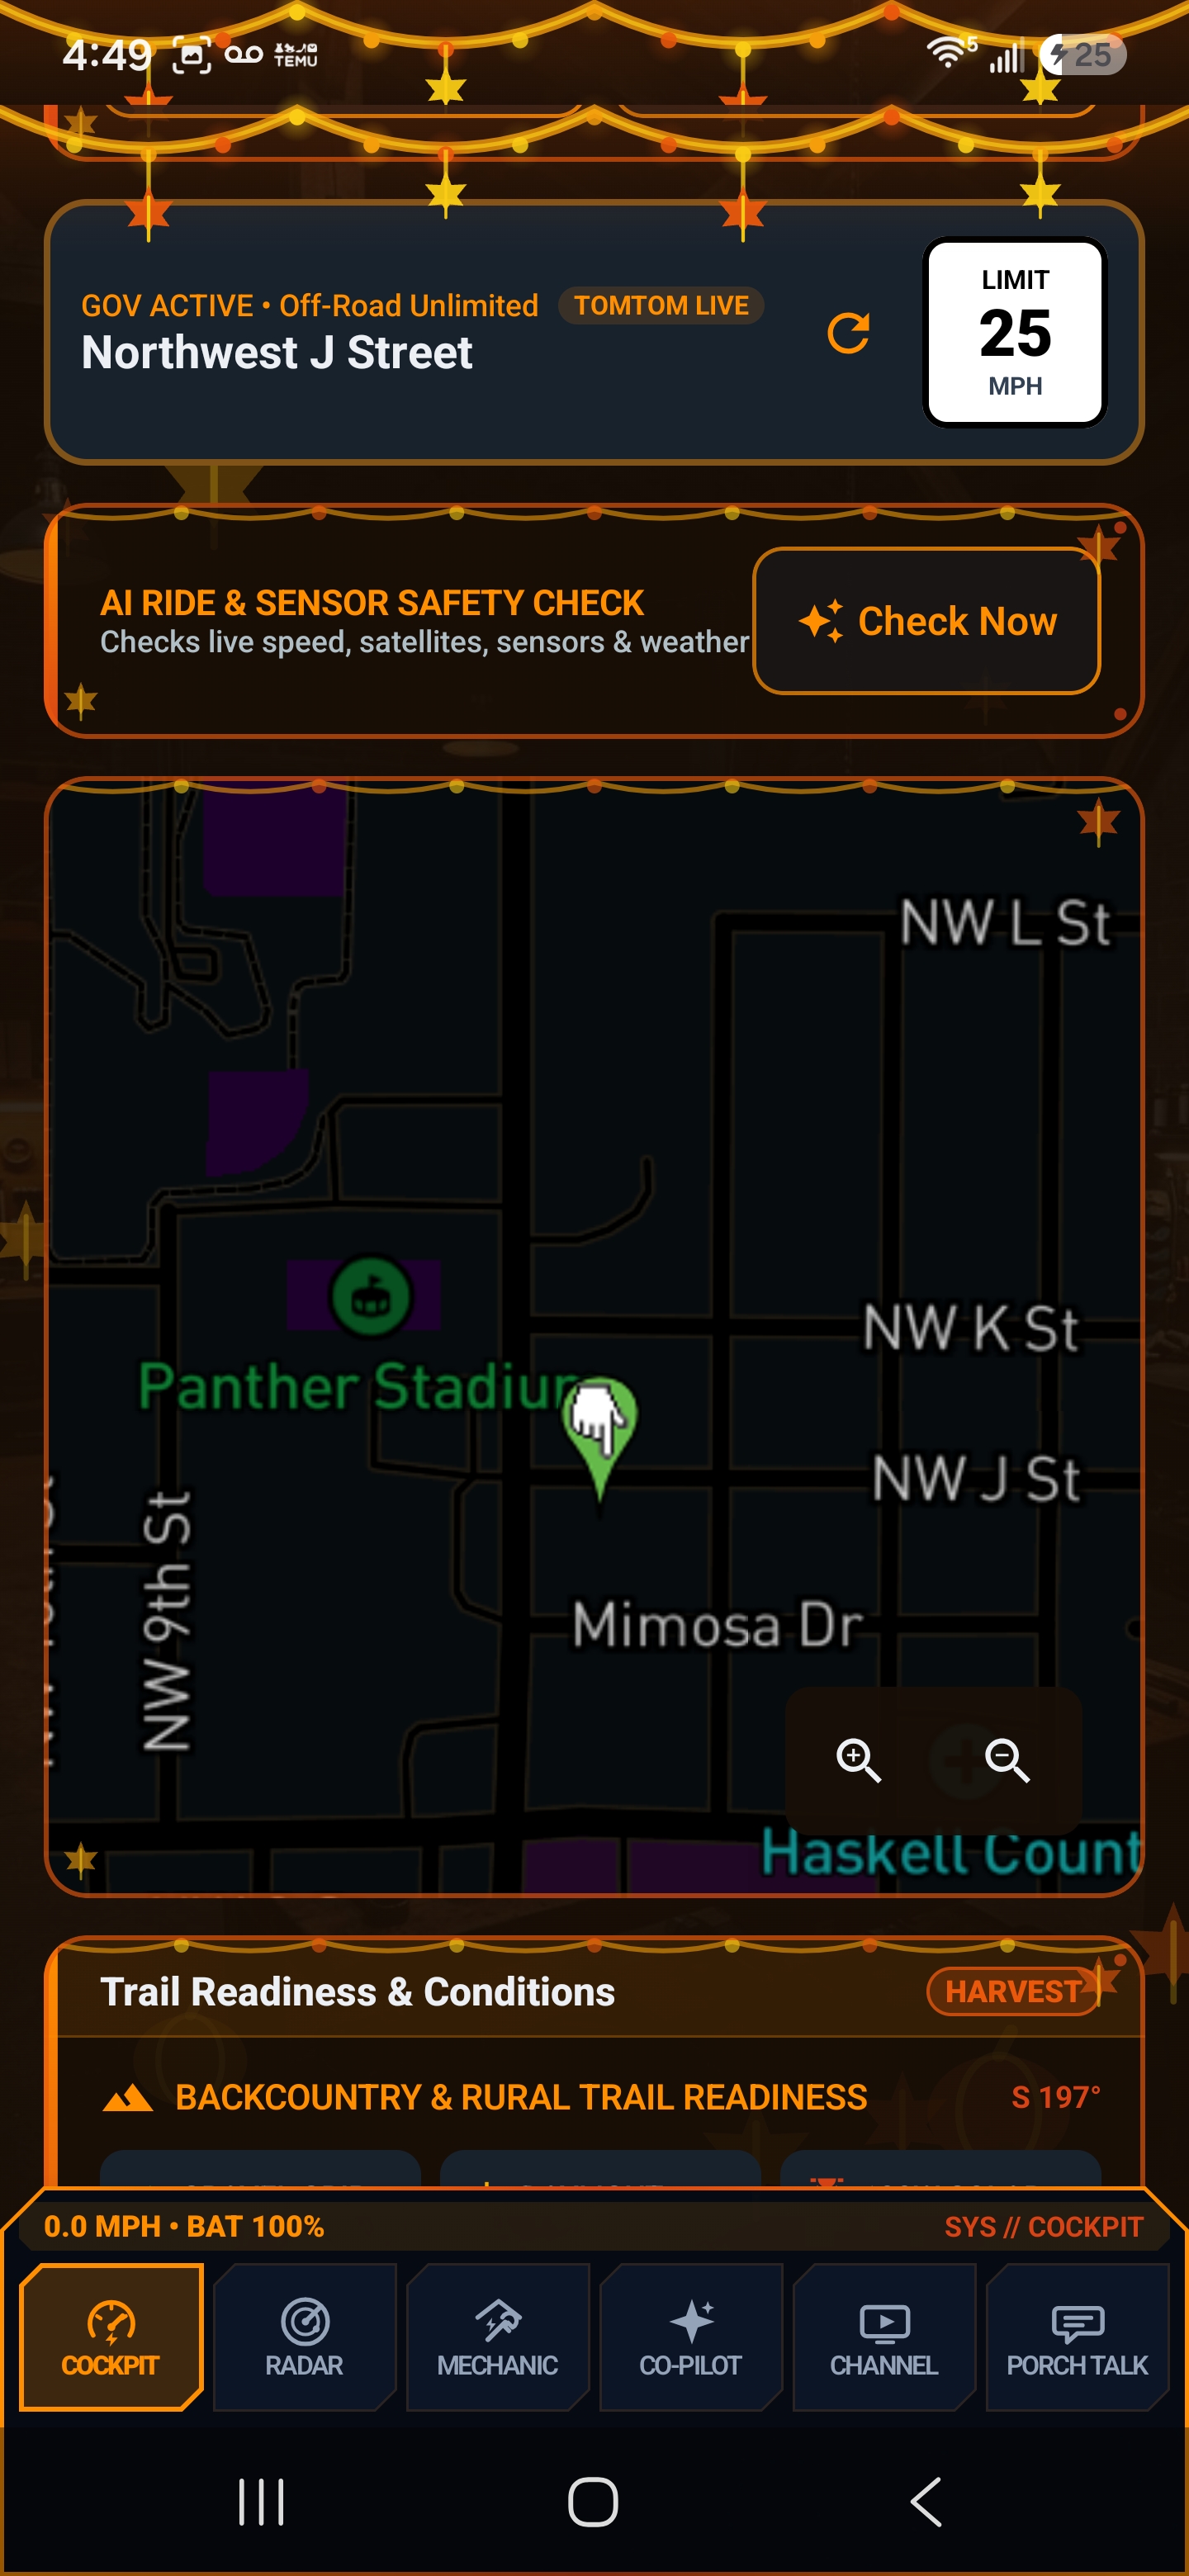 4:49
TEMU
5
25
GOV ACTIVE • Off-Road Unlimited
TOMTOM LIVE
Northwest J Street
LIMIT
25
MPH
AI RIDE & SENSOR SAFETY CHECK
Checks live speed, satellites, sensors & weather
Check Now
NW L St
NW K St
Panther Stadium
NW J St
NW 9th St
Mimosa Dr
Haskell Count
Trail Readiness & Conditions
HARVEST
BACKCOUNTRY & RURAL TRAIL READINESS
S 197°
0.0 MPH • BAT 100%
SYS // COCKPIT
COCKPIT
RADAR
MECHANIC
CO-PILOT
CHANNEL
PORCH TALK